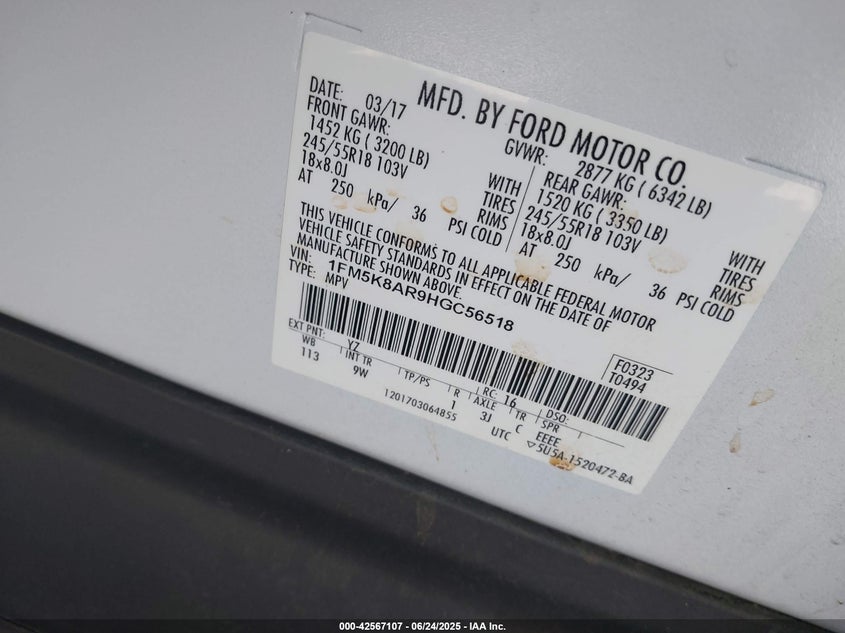 MFD. BY FORD MOTOR CO.
DATE: 03/17
GVWR: 2877 KG ( 6342 LB)
FRONT GAWR:
1452 KG ( 3200 LB)
245/55R18 103V
18x8.0J
WITH
TIRES
RIMS
AT 250 kPa/ 36 PSI COLD
REAR GAWR:
1520 KG ( 3350 LB)
245/55R18 103V
18x8.0J
WITH
TIRES
RIMS
AT 250 kPa/ 36 PSI COLD
THIS VEHICLE CONFORMS TO ALL APPLICABLE FEDERAL MOTOR
VEHICLE SAFETY STANDARDS IN EFFECT ON THE DATE OF
MANUFACTURE SHOWN ABOVE.
VIN: 1FM5K8AR9HGC56518
TYPE: MPV
F0323
T0494
EXT PNT: YZ
RC: 16
DSO:
WB
INT TR
TP/PS
R
AXLE
TR
SPR
113
9W
1
3J
C
EEEE
1201703064855
UTC
▽5U5A-1520472-BA
000-42567107 - 06/24/2025 - IAA Inc.